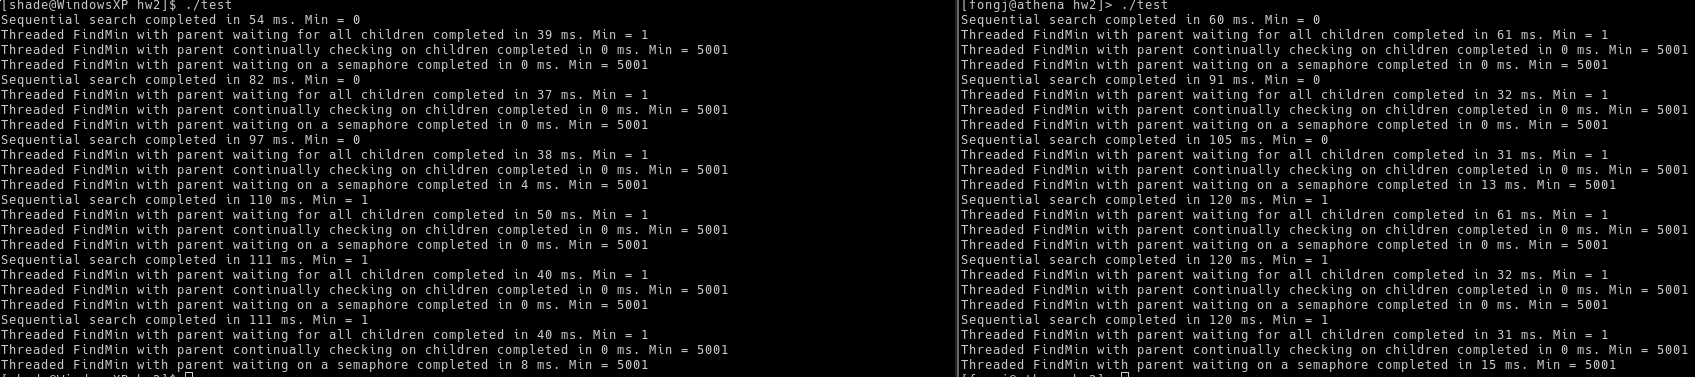 [shade@WindowsXP hw2]$ ./test
Sequential search completed in 54 ms. Min = 0
Threaded FindMin with parent waiting for all children completed in 39 ms. Min = 1
Threaded FindMin with parent continually checking on children completed in 0 ms. Min = 5001
Threaded FindMin with parent waiting on a semaphore completed in 0 ms. Min = 5001
Sequential search completed in 82 ms. Min = 0
Threaded FindMin with parent waiting for all children completed in 37 ms. Min = 1
Threaded FindMin with parent continually checking on children completed in 0 ms. Min = 5001
Threaded FindMin with parent waiting on a semaphore completed in 0 ms. Min = 5001
Sequential search completed in 97 ms. Min = 0
Threaded FindMin with parent waiting for all children completed in 38 ms. Min = 1
Threaded FindMin with parent continually checking on children completed in 0 ms. Min = 5001
Threaded FindMin with parent waiting on a semaphore completed in 4 ms. Min = 5001
Sequential search completed in 110 ms. Min = 1
Threaded FindMin with parent waiting for all children completed in 50 ms. Min = 1
Threaded FindMin with parent continually checking on children completed in 0 ms. Min = 5001
Threaded FindMin with parent waiting on a semaphore completed in 0 ms. Min = 5001
Sequential search completed in 111 ms. Min = 1
Threaded FindMin with parent waiting for all children completed in 40 ms. Min = 1
Threaded FindMin with parent continually checking on children completed in 0 ms. Min = 5001
Threaded FindMin with parent waiting on a semaphore completed in 0 ms. Min = 5001
Sequential search completed in 111 ms. Min = 1
Threaded FindMin with parent waiting for all children completed in 40 ms. Min = 1
Threaded FindMin with parent continually checking on children completed in 0 ms. Min = 5001
Threaded FindMin with parent waiting on a semaphore completed in 8 ms. Min = 5001
[fongj@athena hw2]> ./test
Sequential search completed in 60 ms. Min = 0
Threaded FindMin with parent waiting for all children completed in 61 ms. Min = 1
Threaded FindMin with parent continually checking on children completed in 0 ms. Min = 5001
Threaded FindMin with parent waiting on a semaphore completed in 0 ms. Min = 5001
Sequential search completed in 91 ms. Min = 0
Threaded FindMin with parent waiting for all children completed in 32 ms. Min = 1
Threaded FindMin with parent continually checking on children completed in 0 ms. Min = 5001
Threaded FindMin with parent waiting on a semaphore completed in 0 ms. Min = 5001
Sequential search completed in 105 ms. Min = 0
Threaded FindMin with parent waiting for all children completed in 31 ms. Min = 1
Threaded FindMin with parent continually checking on children completed in 0 ms. Min = 5001
Threaded FindMin with parent waiting on a semaphore completed in 13 ms. Min = 5001
Sequential search completed in 120 ms. Min = 1
Threaded FindMin with parent waiting for all children completed in 61 ms. Min = 1
Threaded FindMin with parent continually checking on children completed in 0 ms. Min = 5001
Threaded FindMin with parent waiting on a semaphore completed in 0 ms. Min = 5001
Sequential search completed in 120 ms. Min = 1
Threaded FindMin with parent waiting for all children completed in 32 ms. Min = 1
Threaded FindMin with parent continually checking on children completed in 0 ms. Min = 5001
Threaded FindMin with parent waiting on a semaphore completed in 0 ms. Min = 5001
Sequential search completed in 120 ms. Min = 1
Threaded FindMin with parent waiting for all children completed in 31 ms. Min = 1
Threaded FindMin with parent continually checking on children completed in 0 ms. Min = 5001
Threaded FindMin with parent waiting on a semaphore completed in 15 ms. Min = 5001